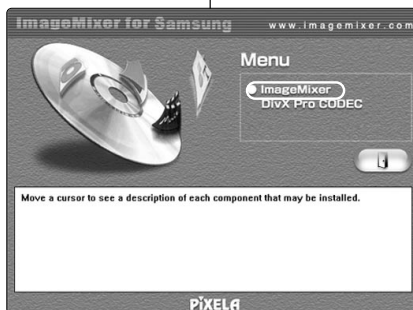 ImageMixer for Samsung
www.imagemixer.com
Menu
ImageMixer
DivX Pro CODEC
Move a cursor to see a description of each component that may be installed.
PIXELA